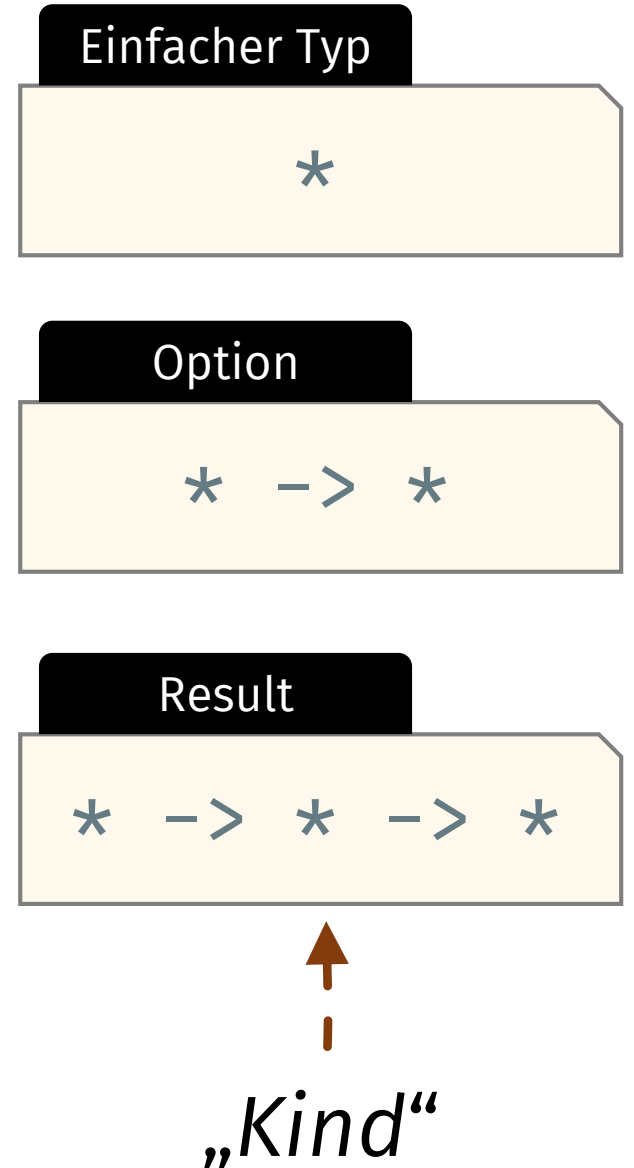 Einfacher Typ
*
Option
* -> *
Result
* -> * -> *
„Kind“